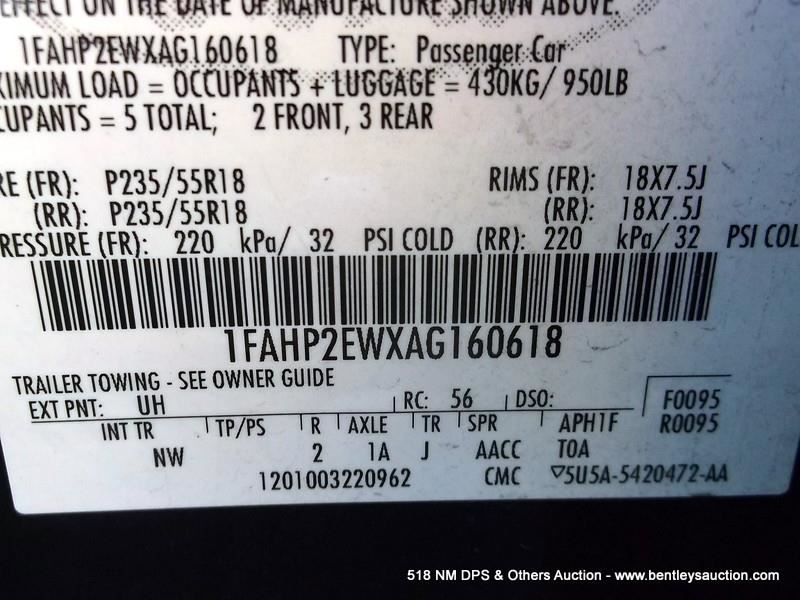 EFFECT ON THE DATE OF MANUFACTURE SHOWN ABOVE.
1FAHP2EWXAG160618 TYPE: Passenger Car
XIMUM LOAD = OCCUPANTS + LUGGAGE = 430KG/ 950LB
CUPANTS = 5 TOTAL; 2 FRONT, 3 REAR
RE (FR): P235/55R18 RIMS (FR): 18X7.5J
(RR): P235/55R18 (RR): 18X7.5J
RESSURE (FR): 220 kPa/ 32 PSI COLD (RR): 220 kPa/ 32 PSI COL
1FAHP2EWXAG160618
TRAILER TOWING - SEE OWNER GUIDE
EXT PNT: UH RC: 56 DSO: F0095
INT TR TP/PS R AXLE TR SPR APH1F R0095
NW 2 1A J AACC TOA
1201003220962 CMC ▽5U5A-5420472-AA
518 NM DPS & Others Auction - www.bentleysauction.com